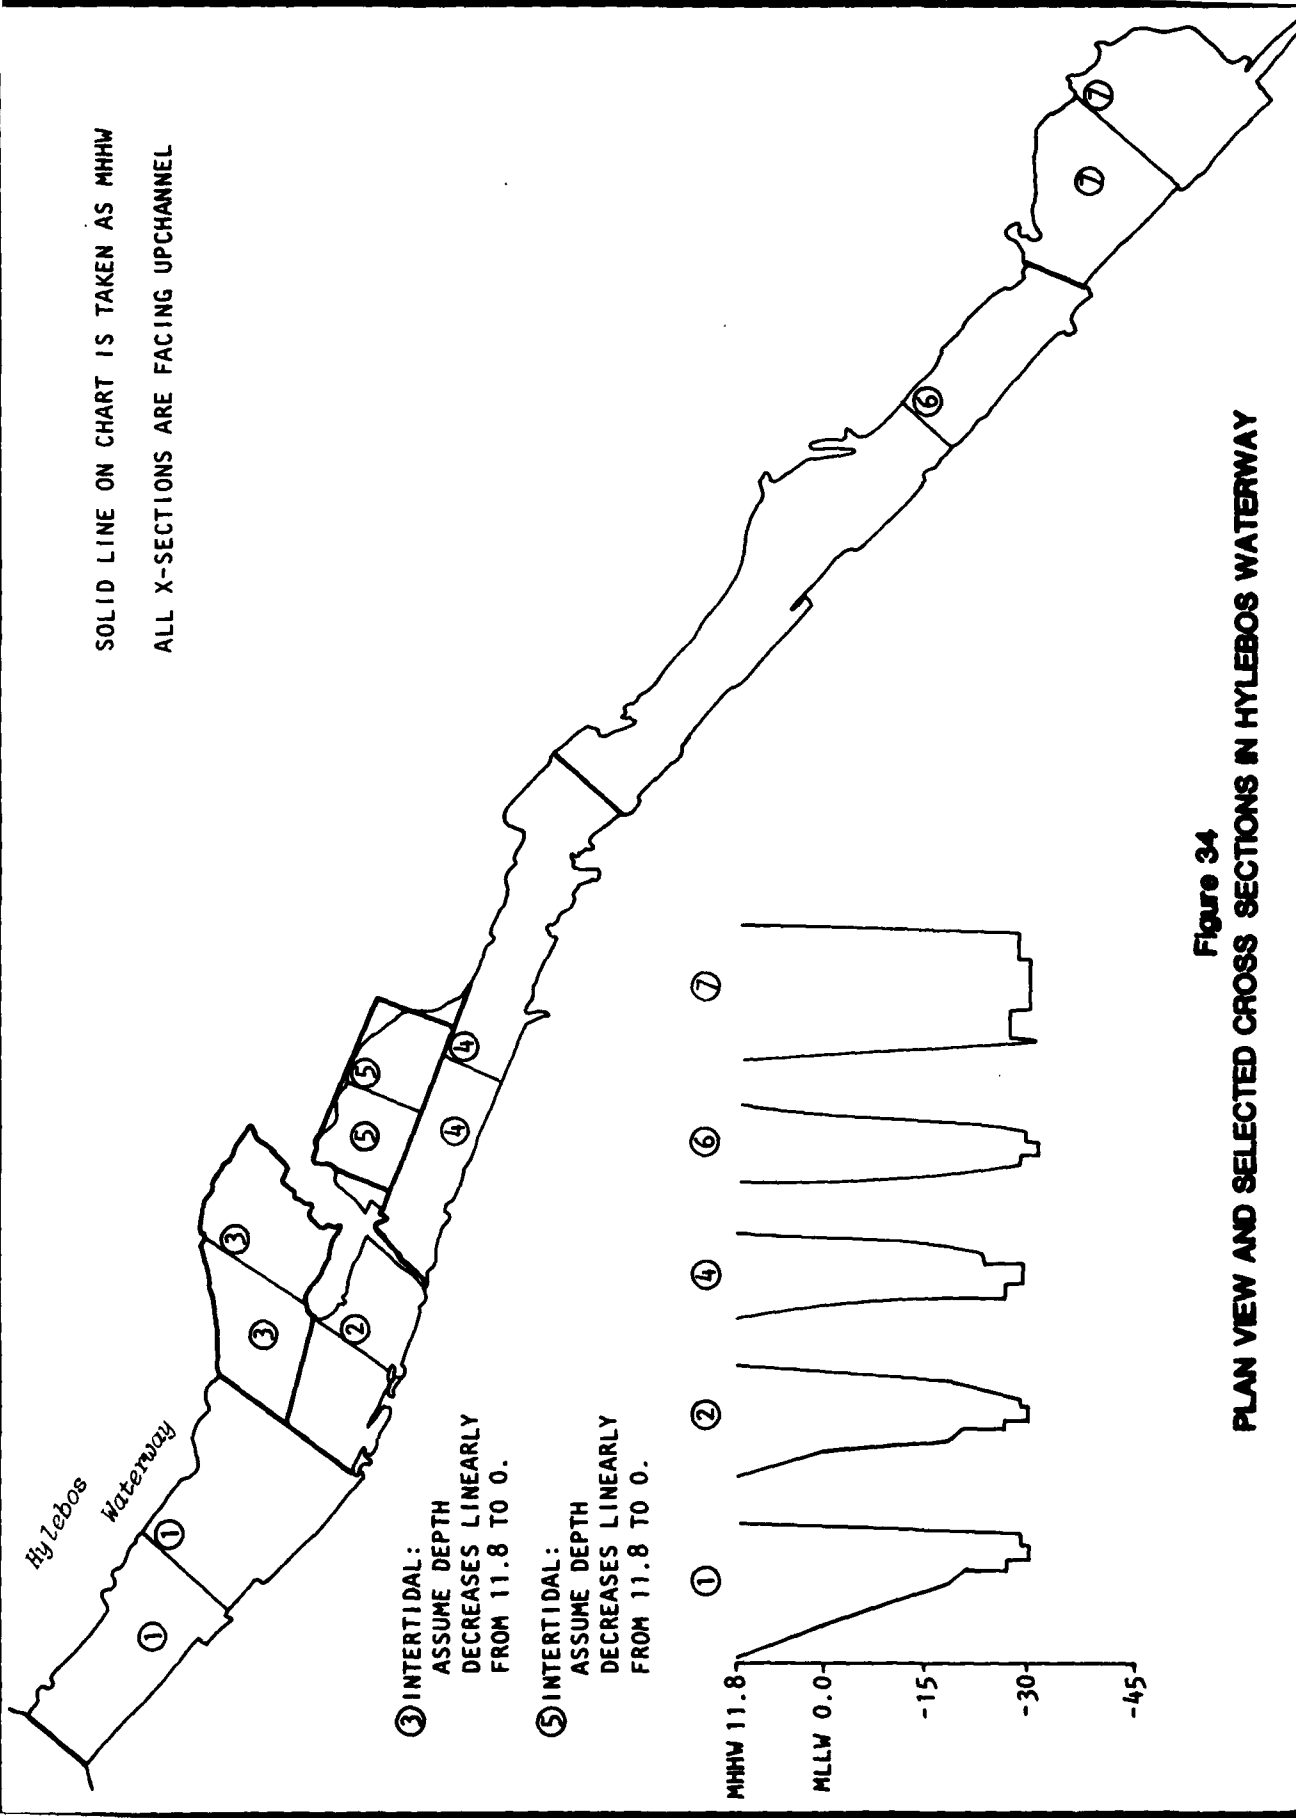 SOLID LINE ON CHART IS TAKEN AS MHHW
ALL X-SECTIONS ARE FACING UPCHANNEL
Hylebos
Waterway
①
①
③
③
②
⑤
⑤
④
④
⑥
⑦
⑦
③INTERTIDAL:
ASSUME DEPTH
DECREASES LINEARLY
FROM 11.8 TO 0.
⑤INTERTIDAL:
ASSUME DEPTH
DECREASES LINEARLY
FROM 11.8 TO 0.
① ② ④ ⑥ ⑦
MHHW 11.8
MLLW 0.0
-15
-30
-45
Figure 34
PLAN VIEW AND SELECTED CROSS SECTIONS IN HYLEBOS WATERWAY